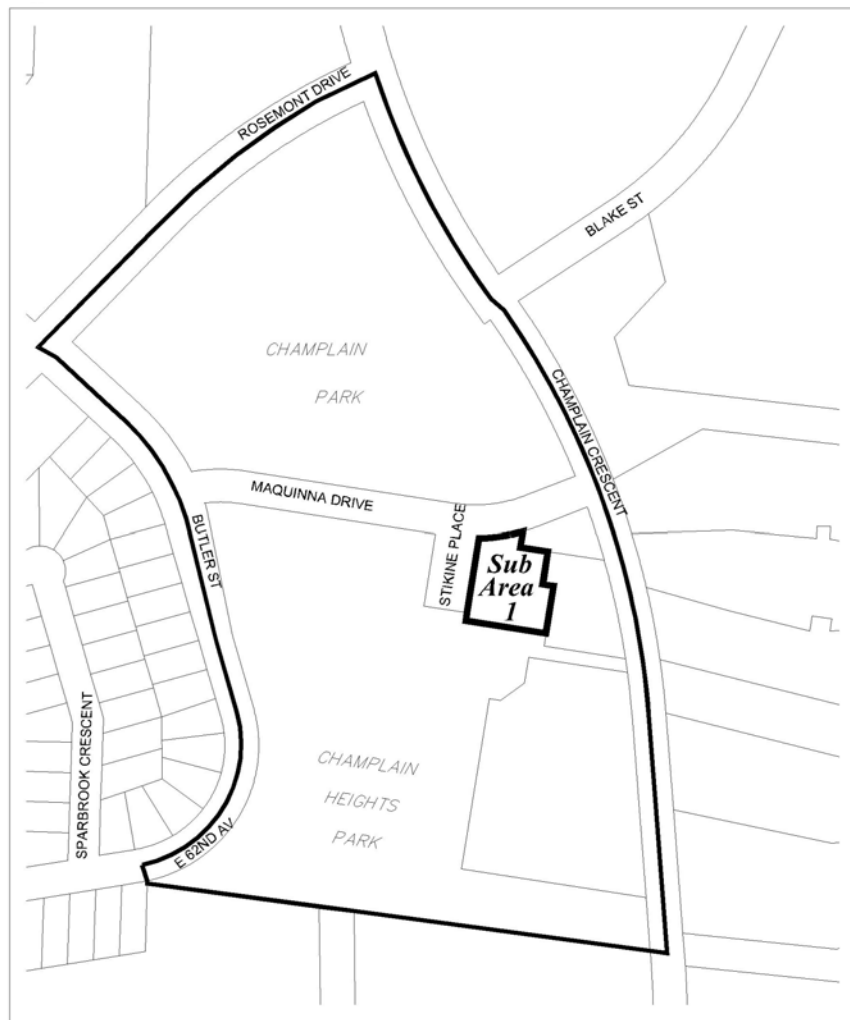 ROSEMONT DRIVE
BLAKE ST
CHAMPLAIN
PARK
CHAMPLAIN CRESCENT
MAQUINNA DRIVE
STIKINE PLACE
BUTLER ST
Sub
Area
1
SPARBROOK CRESCENT
CHAMPLAIN
HEIGHTS
PARK
E 62ND AV